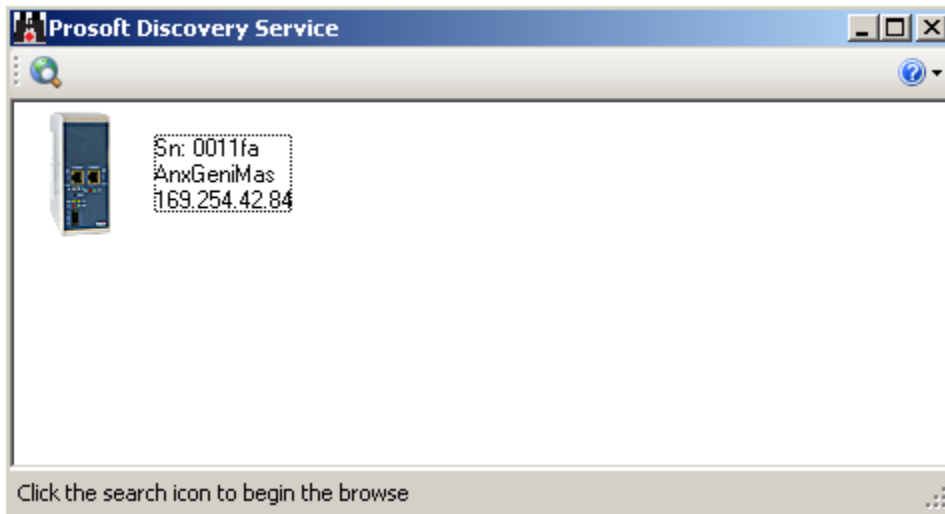 Prosoft Discovery Service
Sn: 0011fa
AnxGeniMas
169.254.42.84
Click the search icon to begin the browse